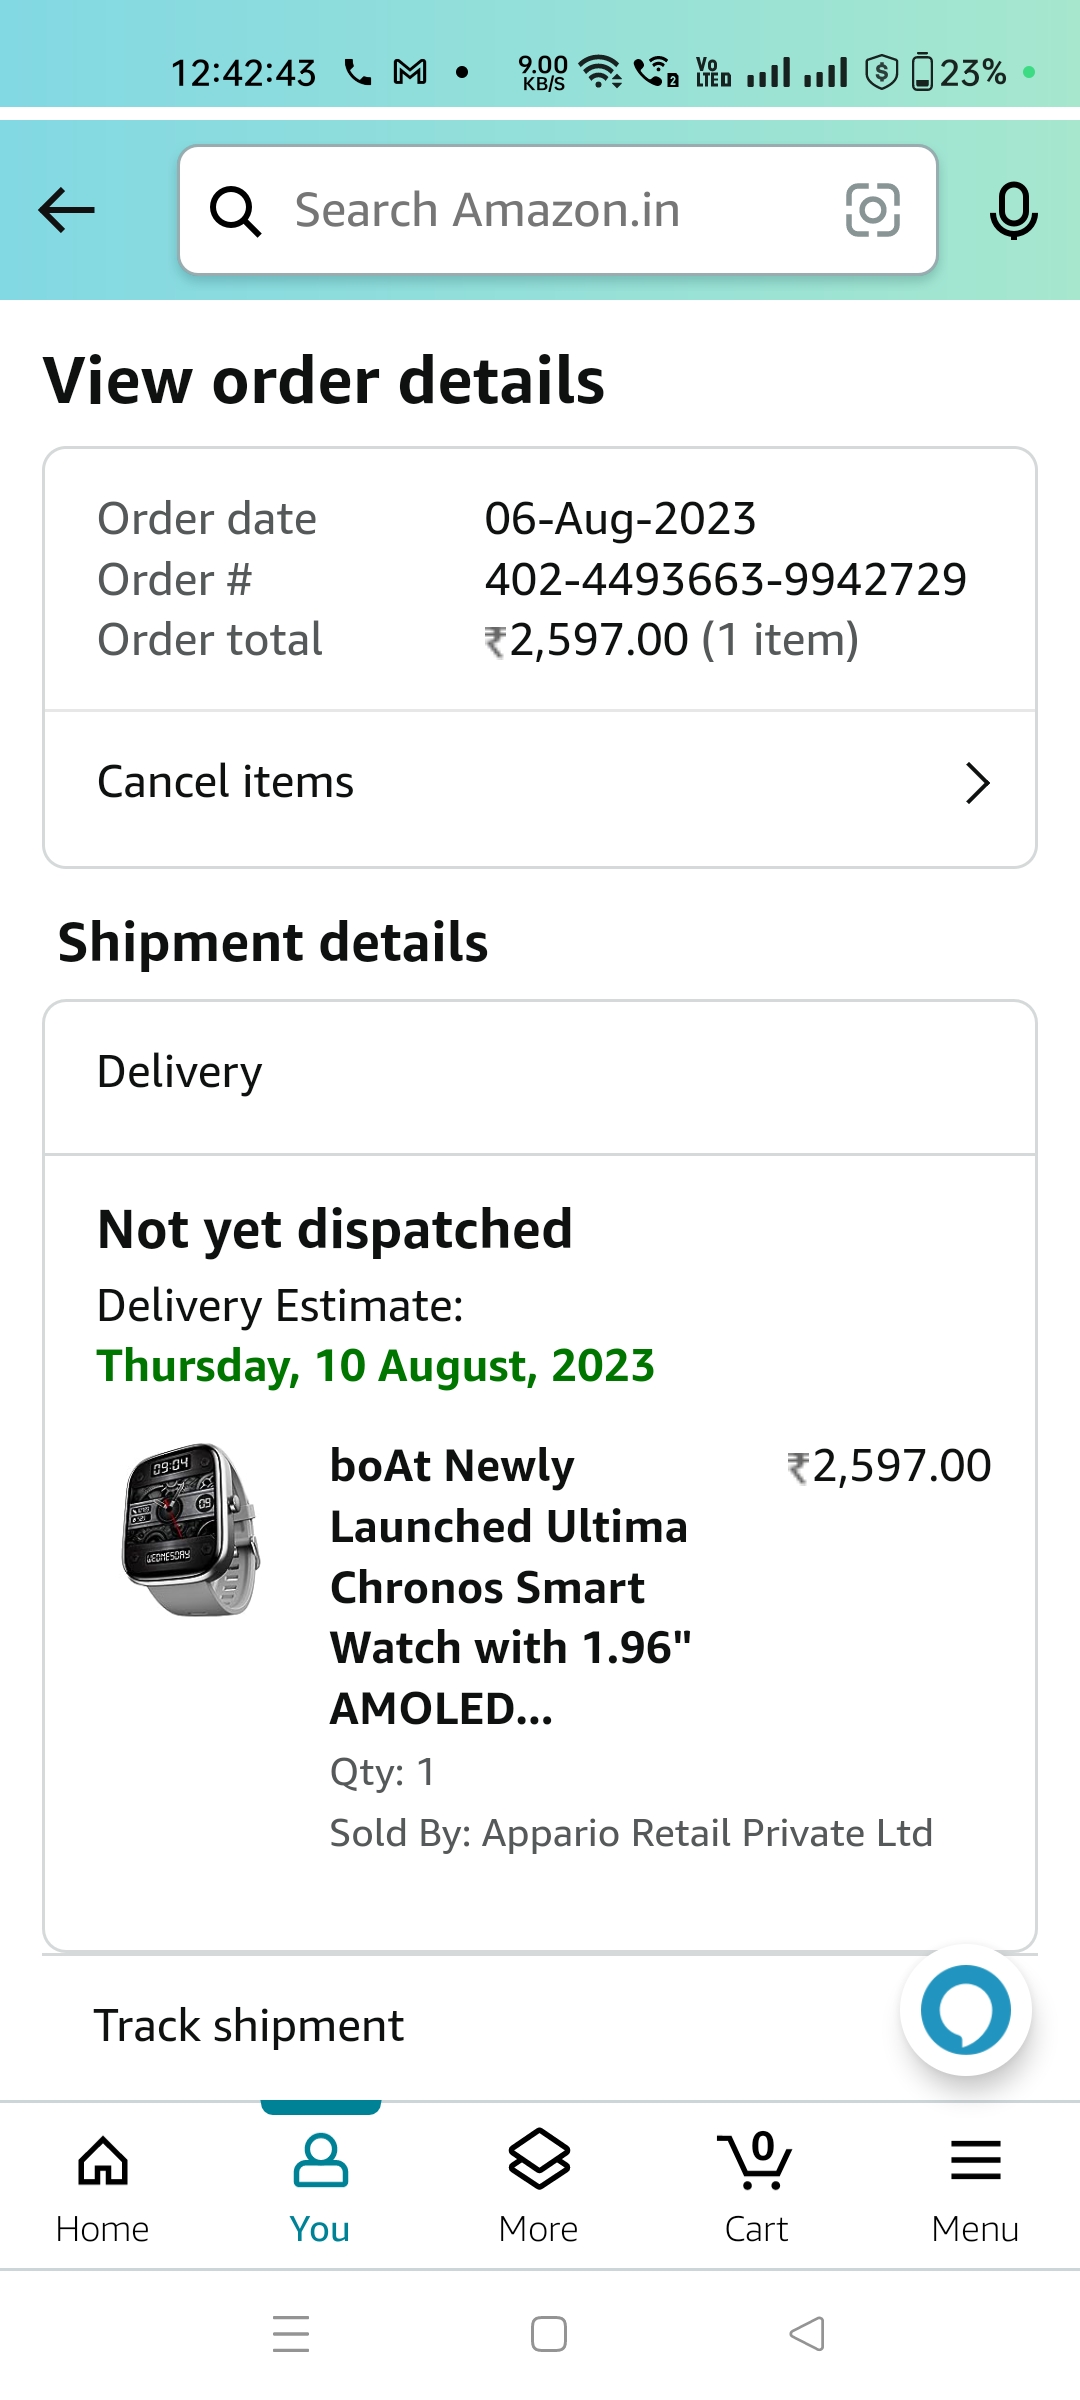 12:42:43 9.00 KB/S 2 Vo LTED $ 23%
Search Amazon.in
View order details
Order date 06-Aug-2023
Order # 402-4493663-9942729
Order total ₹2,597.00 (1 item)
Cancel items
Shipment details
Delivery
Not yet dispatched
Delivery Estimate:
Thursday, 10 August, 2023
boAt Newly ₹2,597.00
Launched Ultima
Chronos Smart
Watch with 1.96"
AMOLED...
Qty: 1
Sold By: Appario Retail Private Ltd
09:04
09
WEDNESDAY
Track shipment
0
Home You More Cart Menu